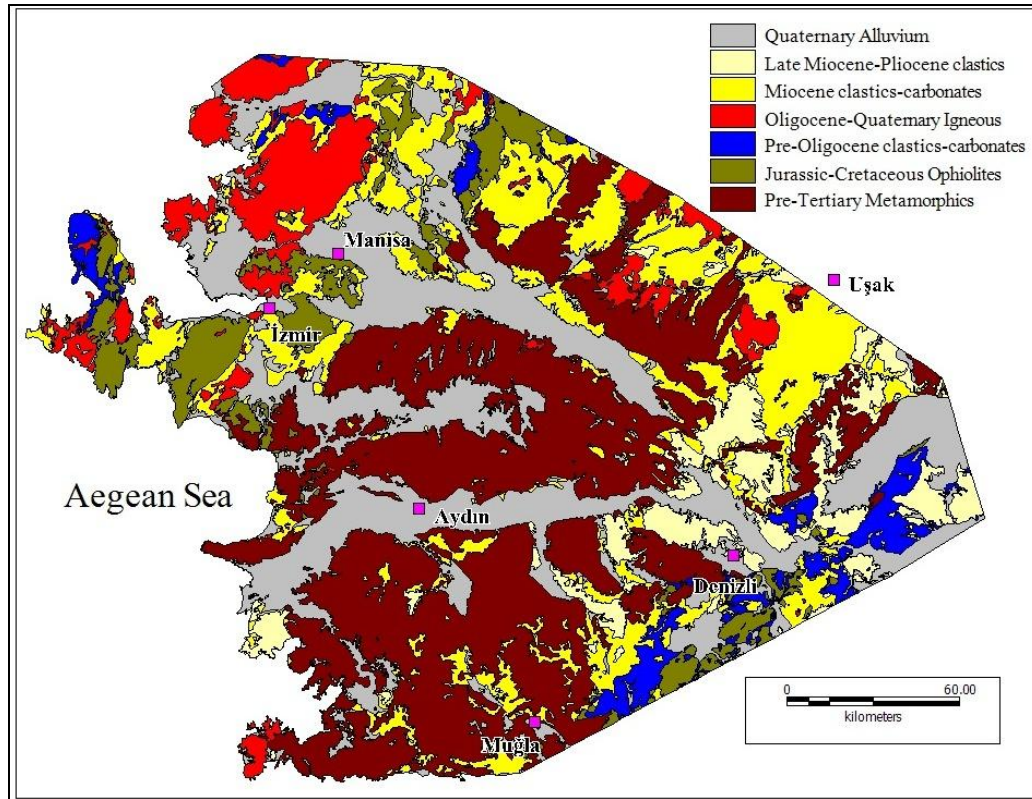 Quaternary Alluvium
Late Miocene-Pliocene clastics
Miocene clastics-carbonates
Oligocene-Quaternary Igneous
Pre-Oligocene clastics-carbonates
Jurassic-Cretaceous Ophiolites
Pre-Tertiary Metamorphics
Manisa
Uşak
İzmir
Aegean Sea
Aydın
Denizli
Muğla
0 60.00
kilometers